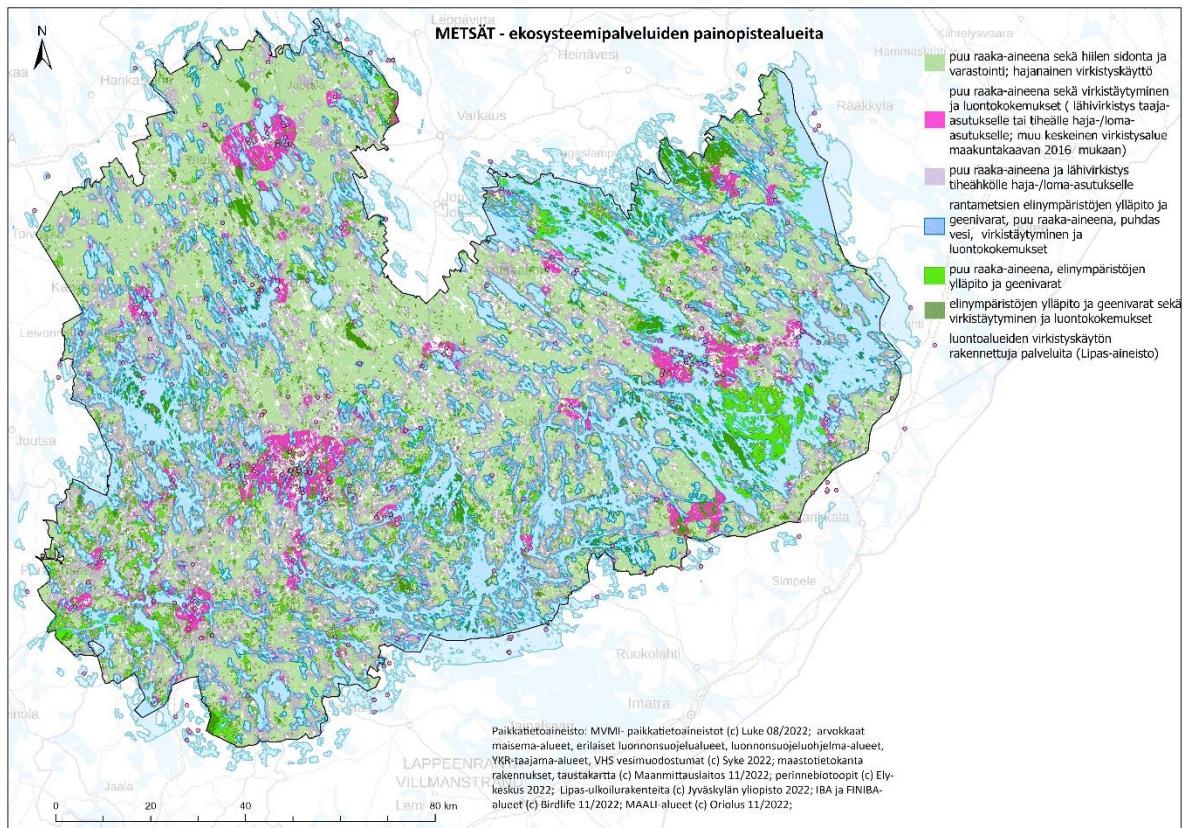 METSÄT - ekosysteemipalveluiden painopistealueita
N
puu raaka-aineena sekä hiilen sidonta ja
varastointi; hajanainen virkistyskäyttö
puu raaka-aineena sekä virkistäytyminen
ja luontokokemukset ( lähivirkistys taaja-
asutukselle tai tiheälle haja-/loma-
asutukselle; muu keskeinen virkistysalue
maakuntakaavan 2016 mukaan)
puu raaka-aineena ja lähivirkistys
tiheähkölle haja-/loma-asutukselle
rantametsien elinympäristöjen ylläpito ja
geenivarat, puu raaka-aineena, puhdas
vesi, virkistäytyminen ja
luontokokemukset
puu raaka-aineena, elinympäristöjen
ylläpito ja geenivarat
elinympäristöjen ylläpito ja geenivarat sekä
virkistäytyminen ja luontokokemukset
luontoalueiden virkistyskäytön
rakennettuja palveluita (Lipas-aineisto)
Leppävirta
Heinävesi
Kiihtelysvaara
Hammaslahti
Rääkkylä
Varkaus
Joutsa
Simpele
Ruokolahti
Imatra
LAPPEENRANTA
VILLMANSTRAND
Lemi
Jaala
Paikkatietoaineisto: MVMI- paikkatietoaineistot (c) Luke 08/2022; arvokkaat
maisema-alueet, erilaiset luonnonsuojelualueet, luonnonsuojeluohjelma-alueet,
YKR-taajama-alueet, VHS vesimuodostumat (c) Syke 2022; maastotietokanta
rakennukset, taustakartta (c) Maanmittauslaitos 11/2022; perinnebiotoopit (c) Ely-
keskus 2022; Lipas-ulkoilurakenteita (c) Jyväskylän yliopisto 2022; IBA ja FINIBA-
alueet (c) Birdlife 11/2022; MAALI-alueet (c) Oriolus 11/2022;
0 20 40 80 km